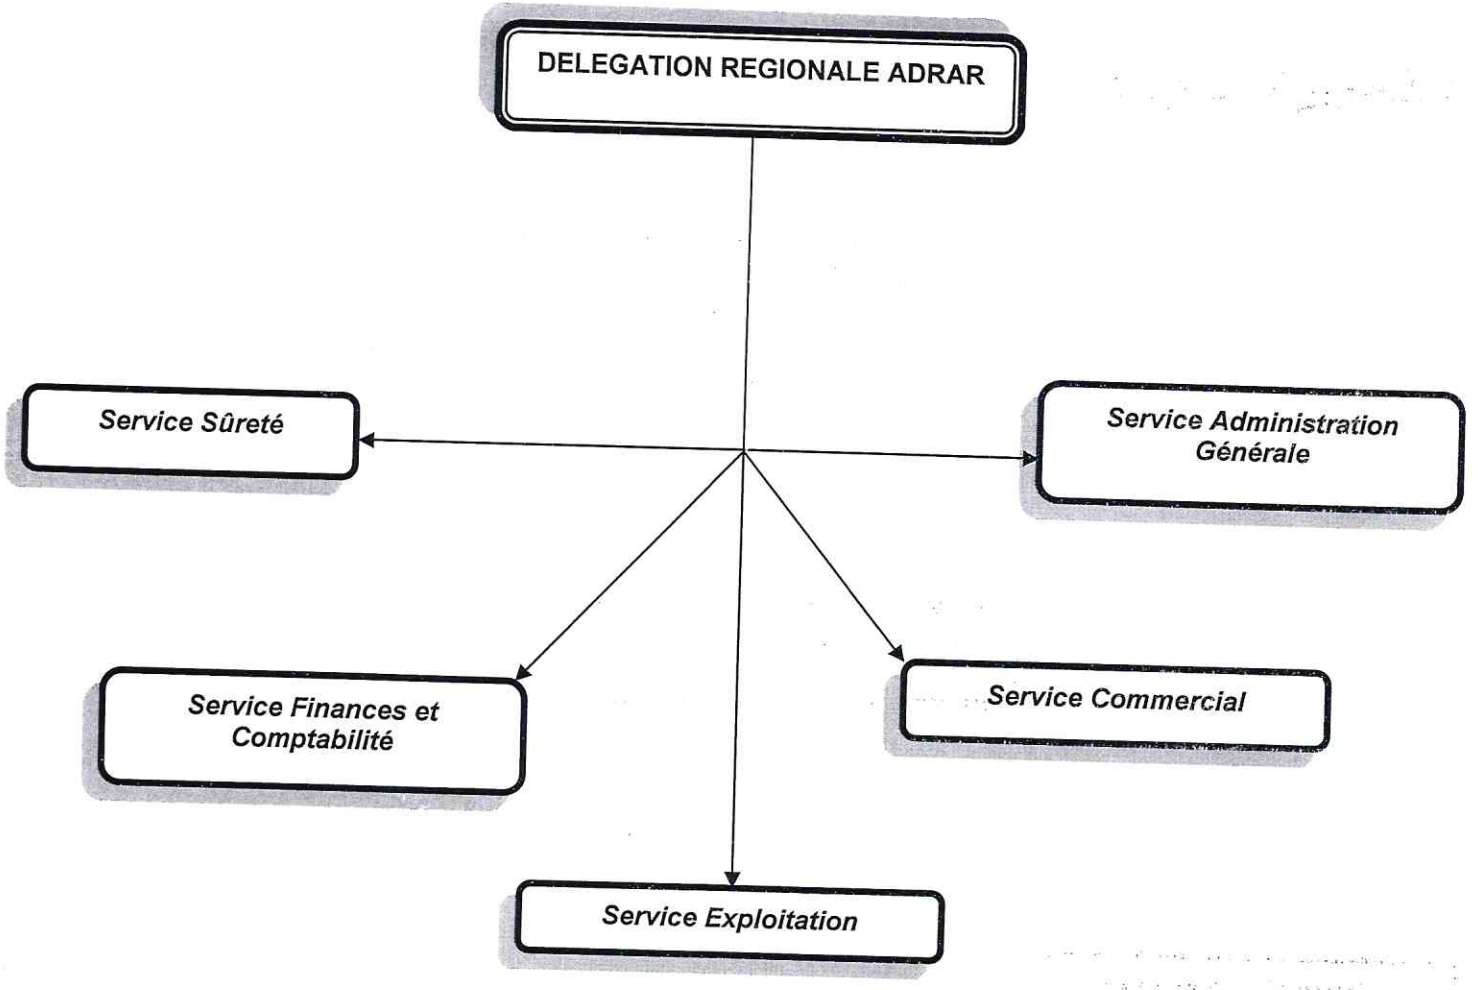 DELEGATION REGIONALE ADRAR
Service Sûreté
Service Administration
Générale
Service Finances et
Comptabilité
Service Commercial
Service Exploitation